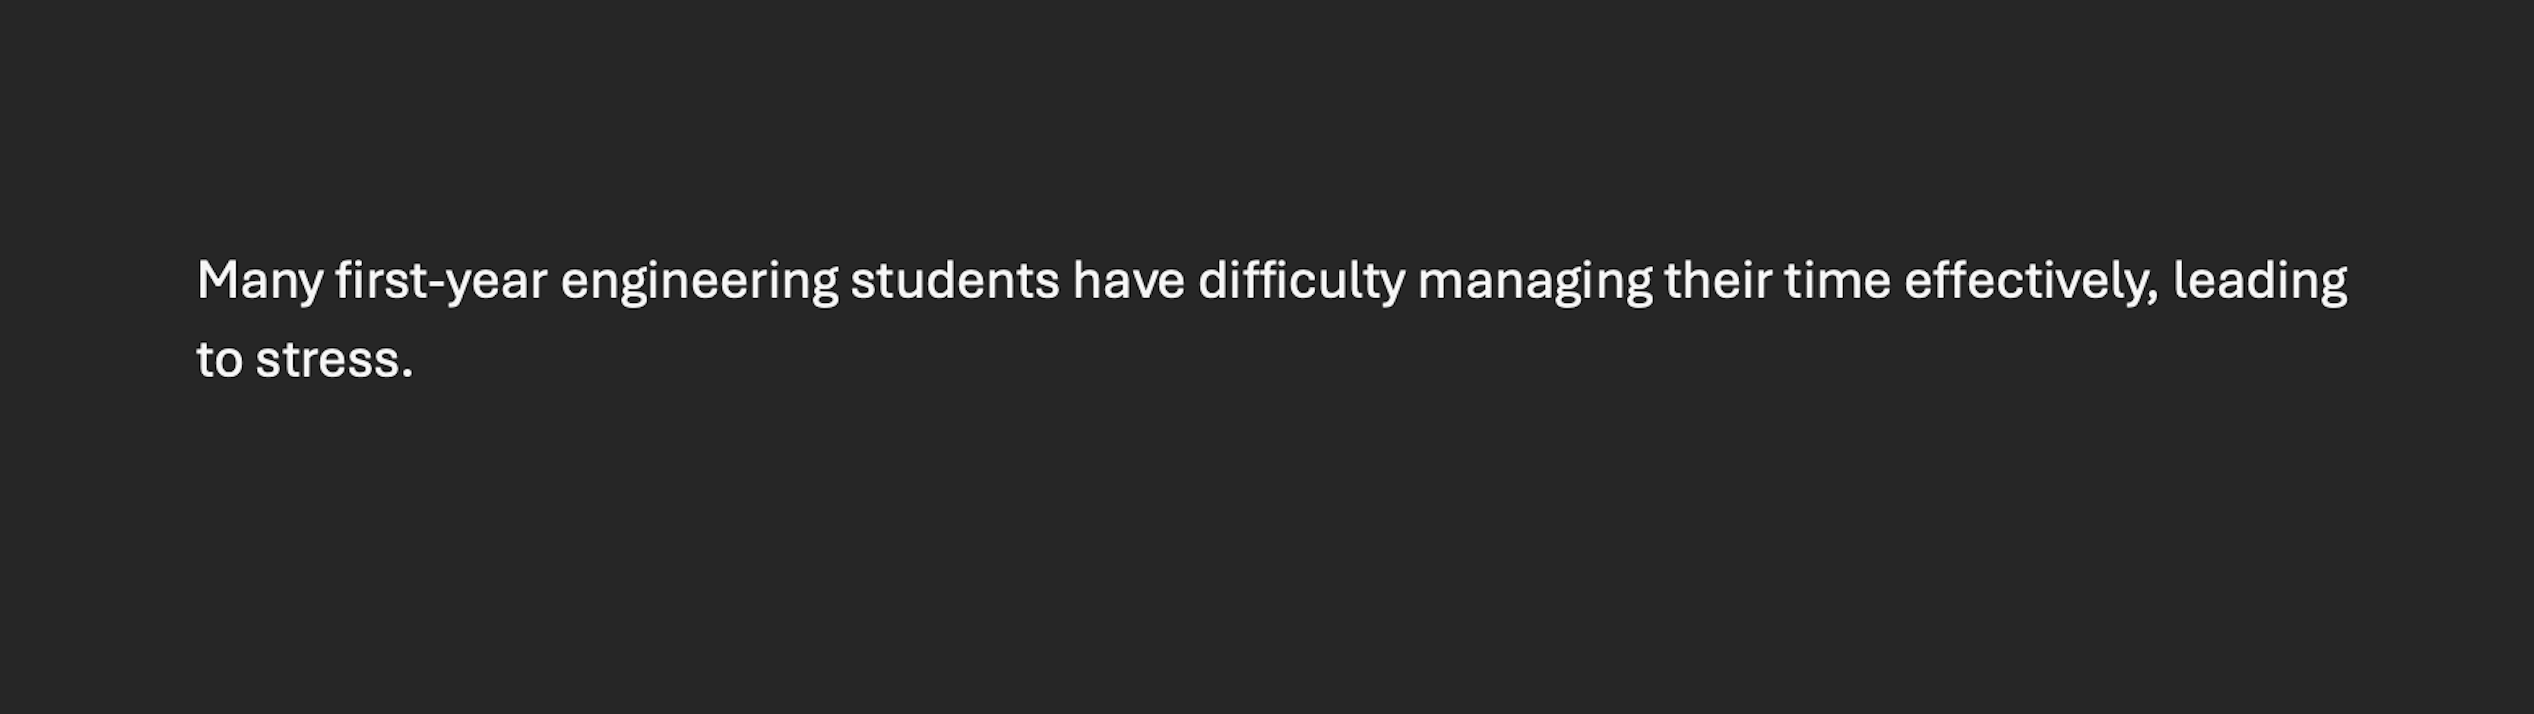 Many first-year engineering students have difficulty managing their time effectively, leading
to stress.